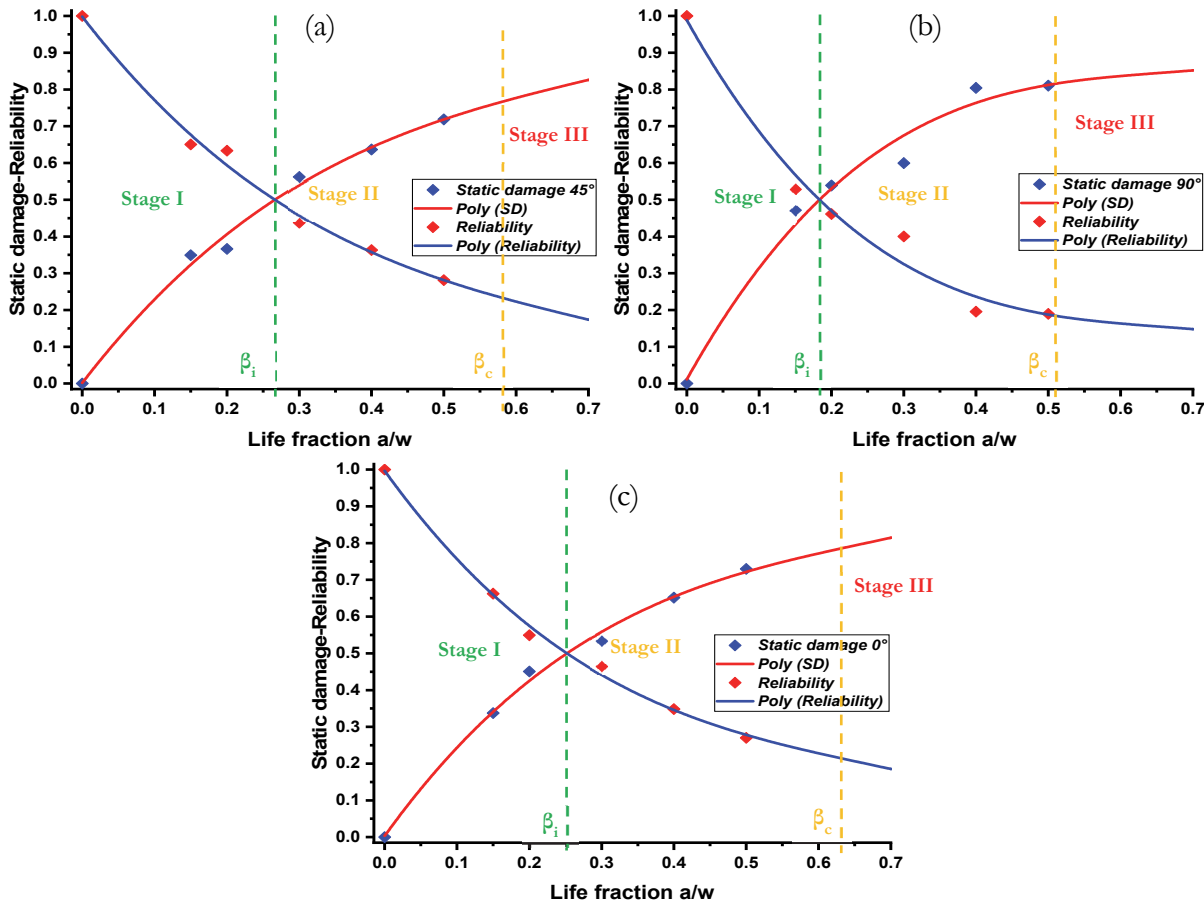 (a)
1.0
0.9
0.8
0.7
0.6
0.5
0.4
0.3
0.2
0.1
0.0
Static damage-Reliability
Stage I
Stage II
Stage III
Static damage 45°
Poly (SD)
Reliability
Poly (Reliability)
βi
βc
0.0 0.1 0.2 0.3 0.4 0.5 0.6 0.7
Life fraction a/w
(b)
1.0
0.9
0.8
0.7
0.6
0.5
0.4
0.3
0.2
0.1
0.0
Static damage-Reliability
Stage I
Stage II
Stage III
Static damage 90°
Poly (SD)
Reliability
Poly (Reliability)
βi
βc
0.0 0.1 0.2 0.3 0.4 0.5 0.6 0.7
Life fraction a/w
(c)
1.0
0.9
0.8
0.7
0.6
0.5
0.4
0.3
0.2
0.1
0.0
Static damage-Reliability
Stage I
Stage II
Stage III
Static damage 0°
Poly (SD)
Reliability
Poly (Reliability)
βi
βc
0.0 0.1 0.2 0.3 0.4 0.5 0.6 0.7
Life fraction a/w